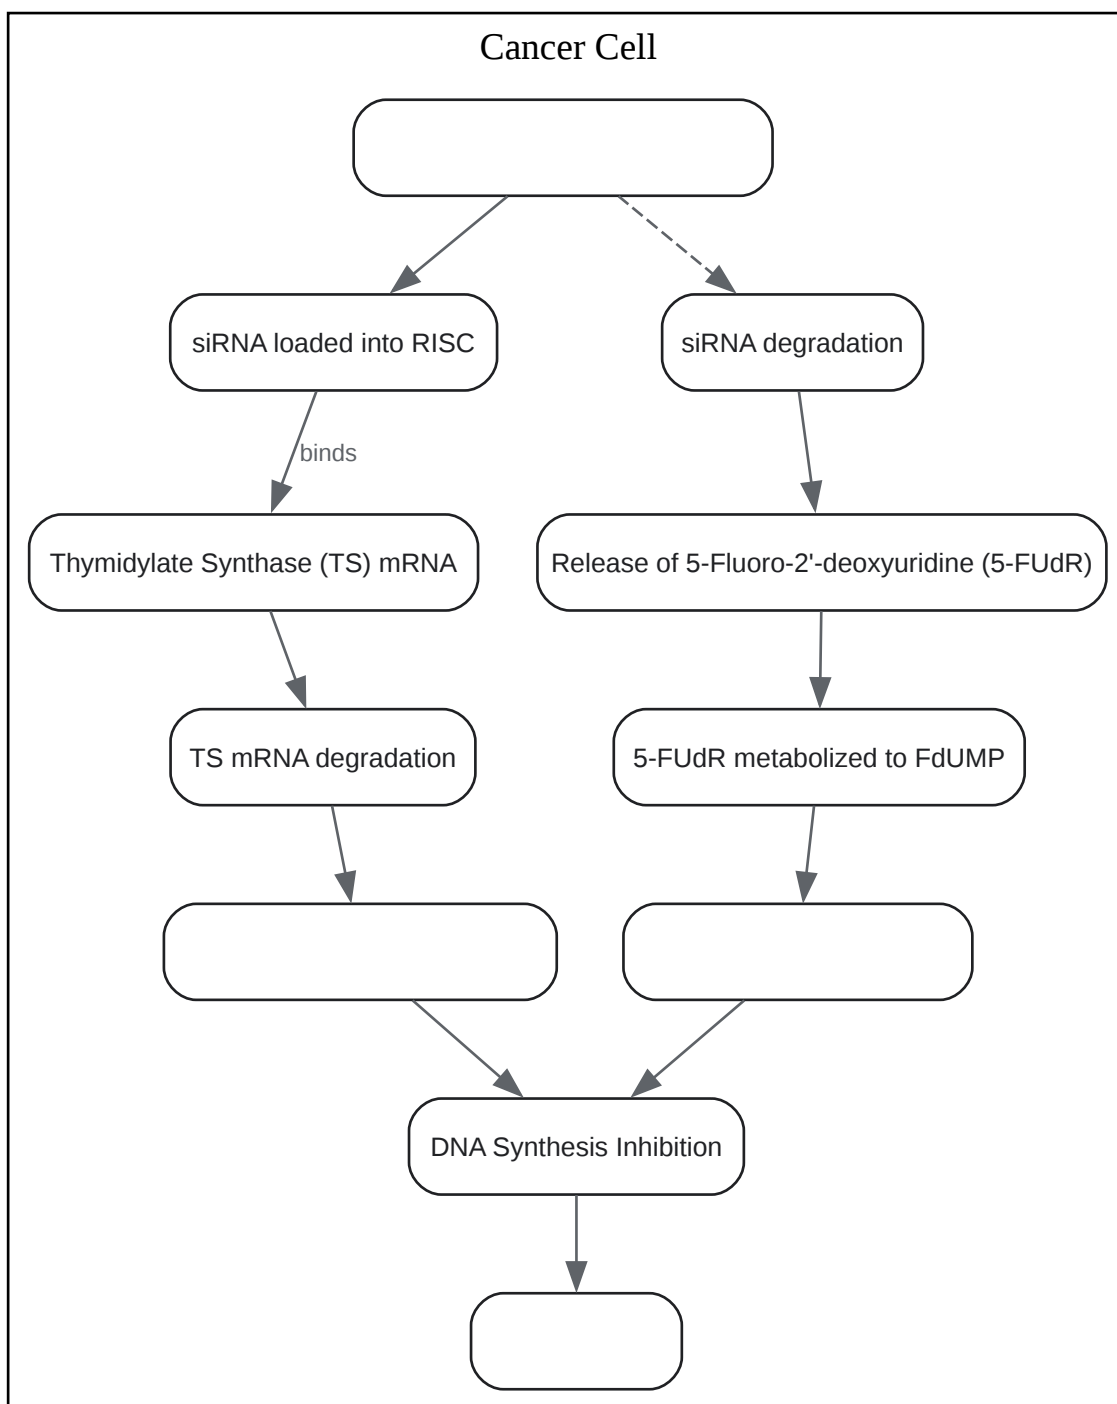 Cancer Cell
siRNA loaded into RISC
siRNA degradation
binds
Thymidylate Synthase (TS) mRNA
Release of 5-Fluoro-2'-deoxyuridine (5-FUdR)
TS mRNA degradation
5-FUdR metabolized to FdUMP
DNA Synthesis Inhibition